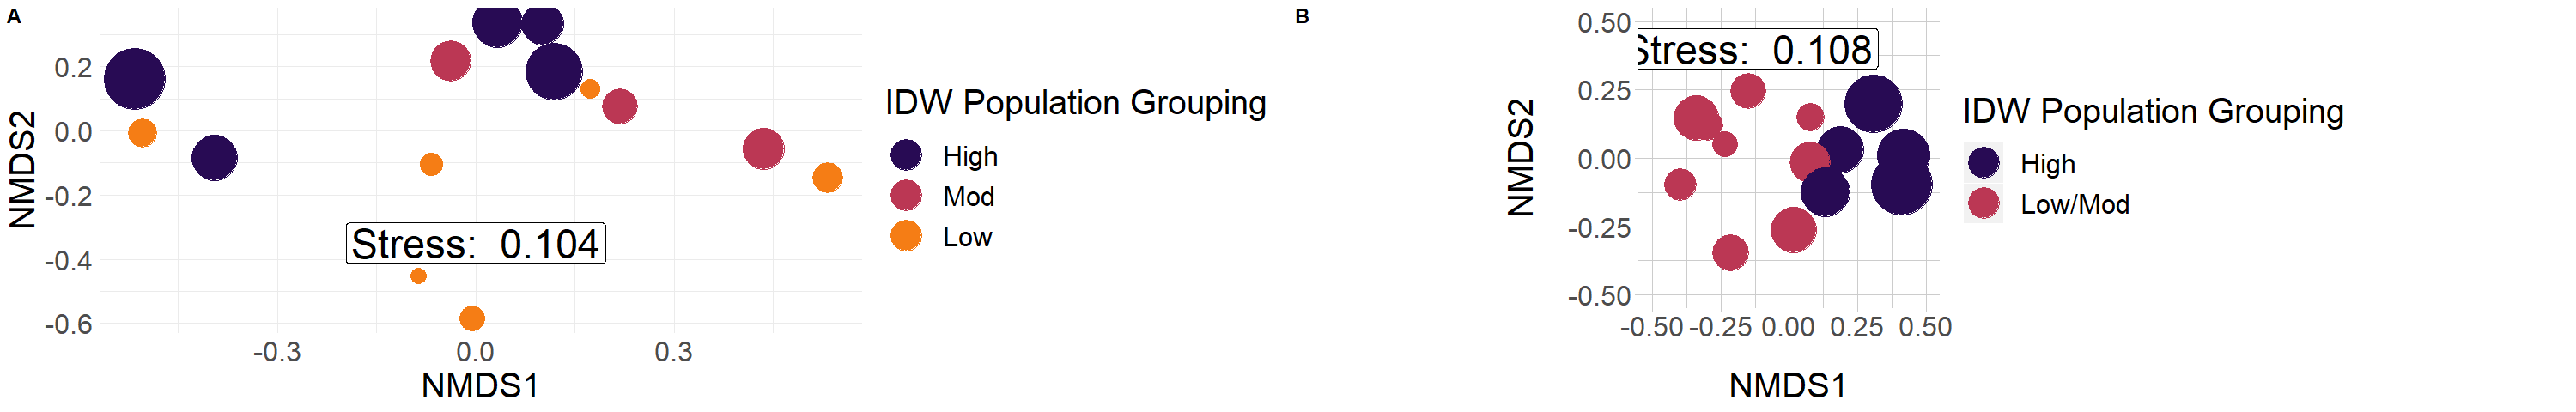 A
NMDS2
0.2
0.0
-0.2
-0.4
-0.6
Stress: 0.104
-0.3
0.0
0.3
NMDS1
IDW Population Grouping
High
Mod
Low
B
NMDS2
0.50
0.25
0.00
-0.25
-0.50
Stress: 0.108
-0.50 -0.25 0.00 0.25 0.50
NMDS1
IDW Population Grouping
High
Low/Mod